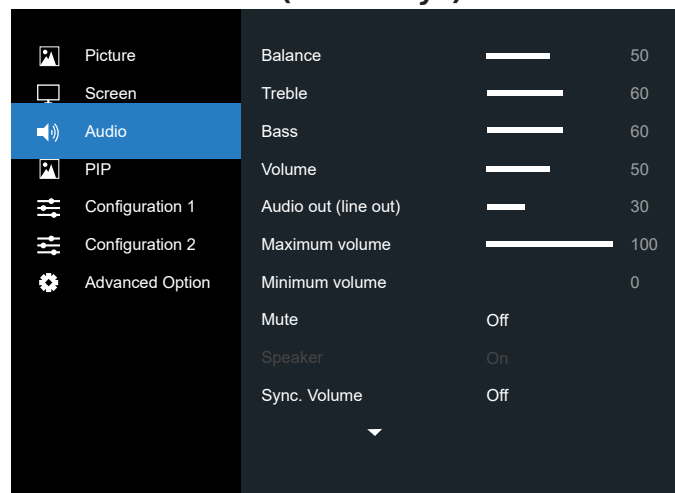 Picture
Screen
Audio
PIP
Configuration 1
Configuration 2
Advanced Option
Balance 50
Treble 60
Bass 60
Volume 50
Audio out (line out) 30
Maximum volume 100
Minimum volume 0
Mute Off
Speaker On
Sync. Volume Off